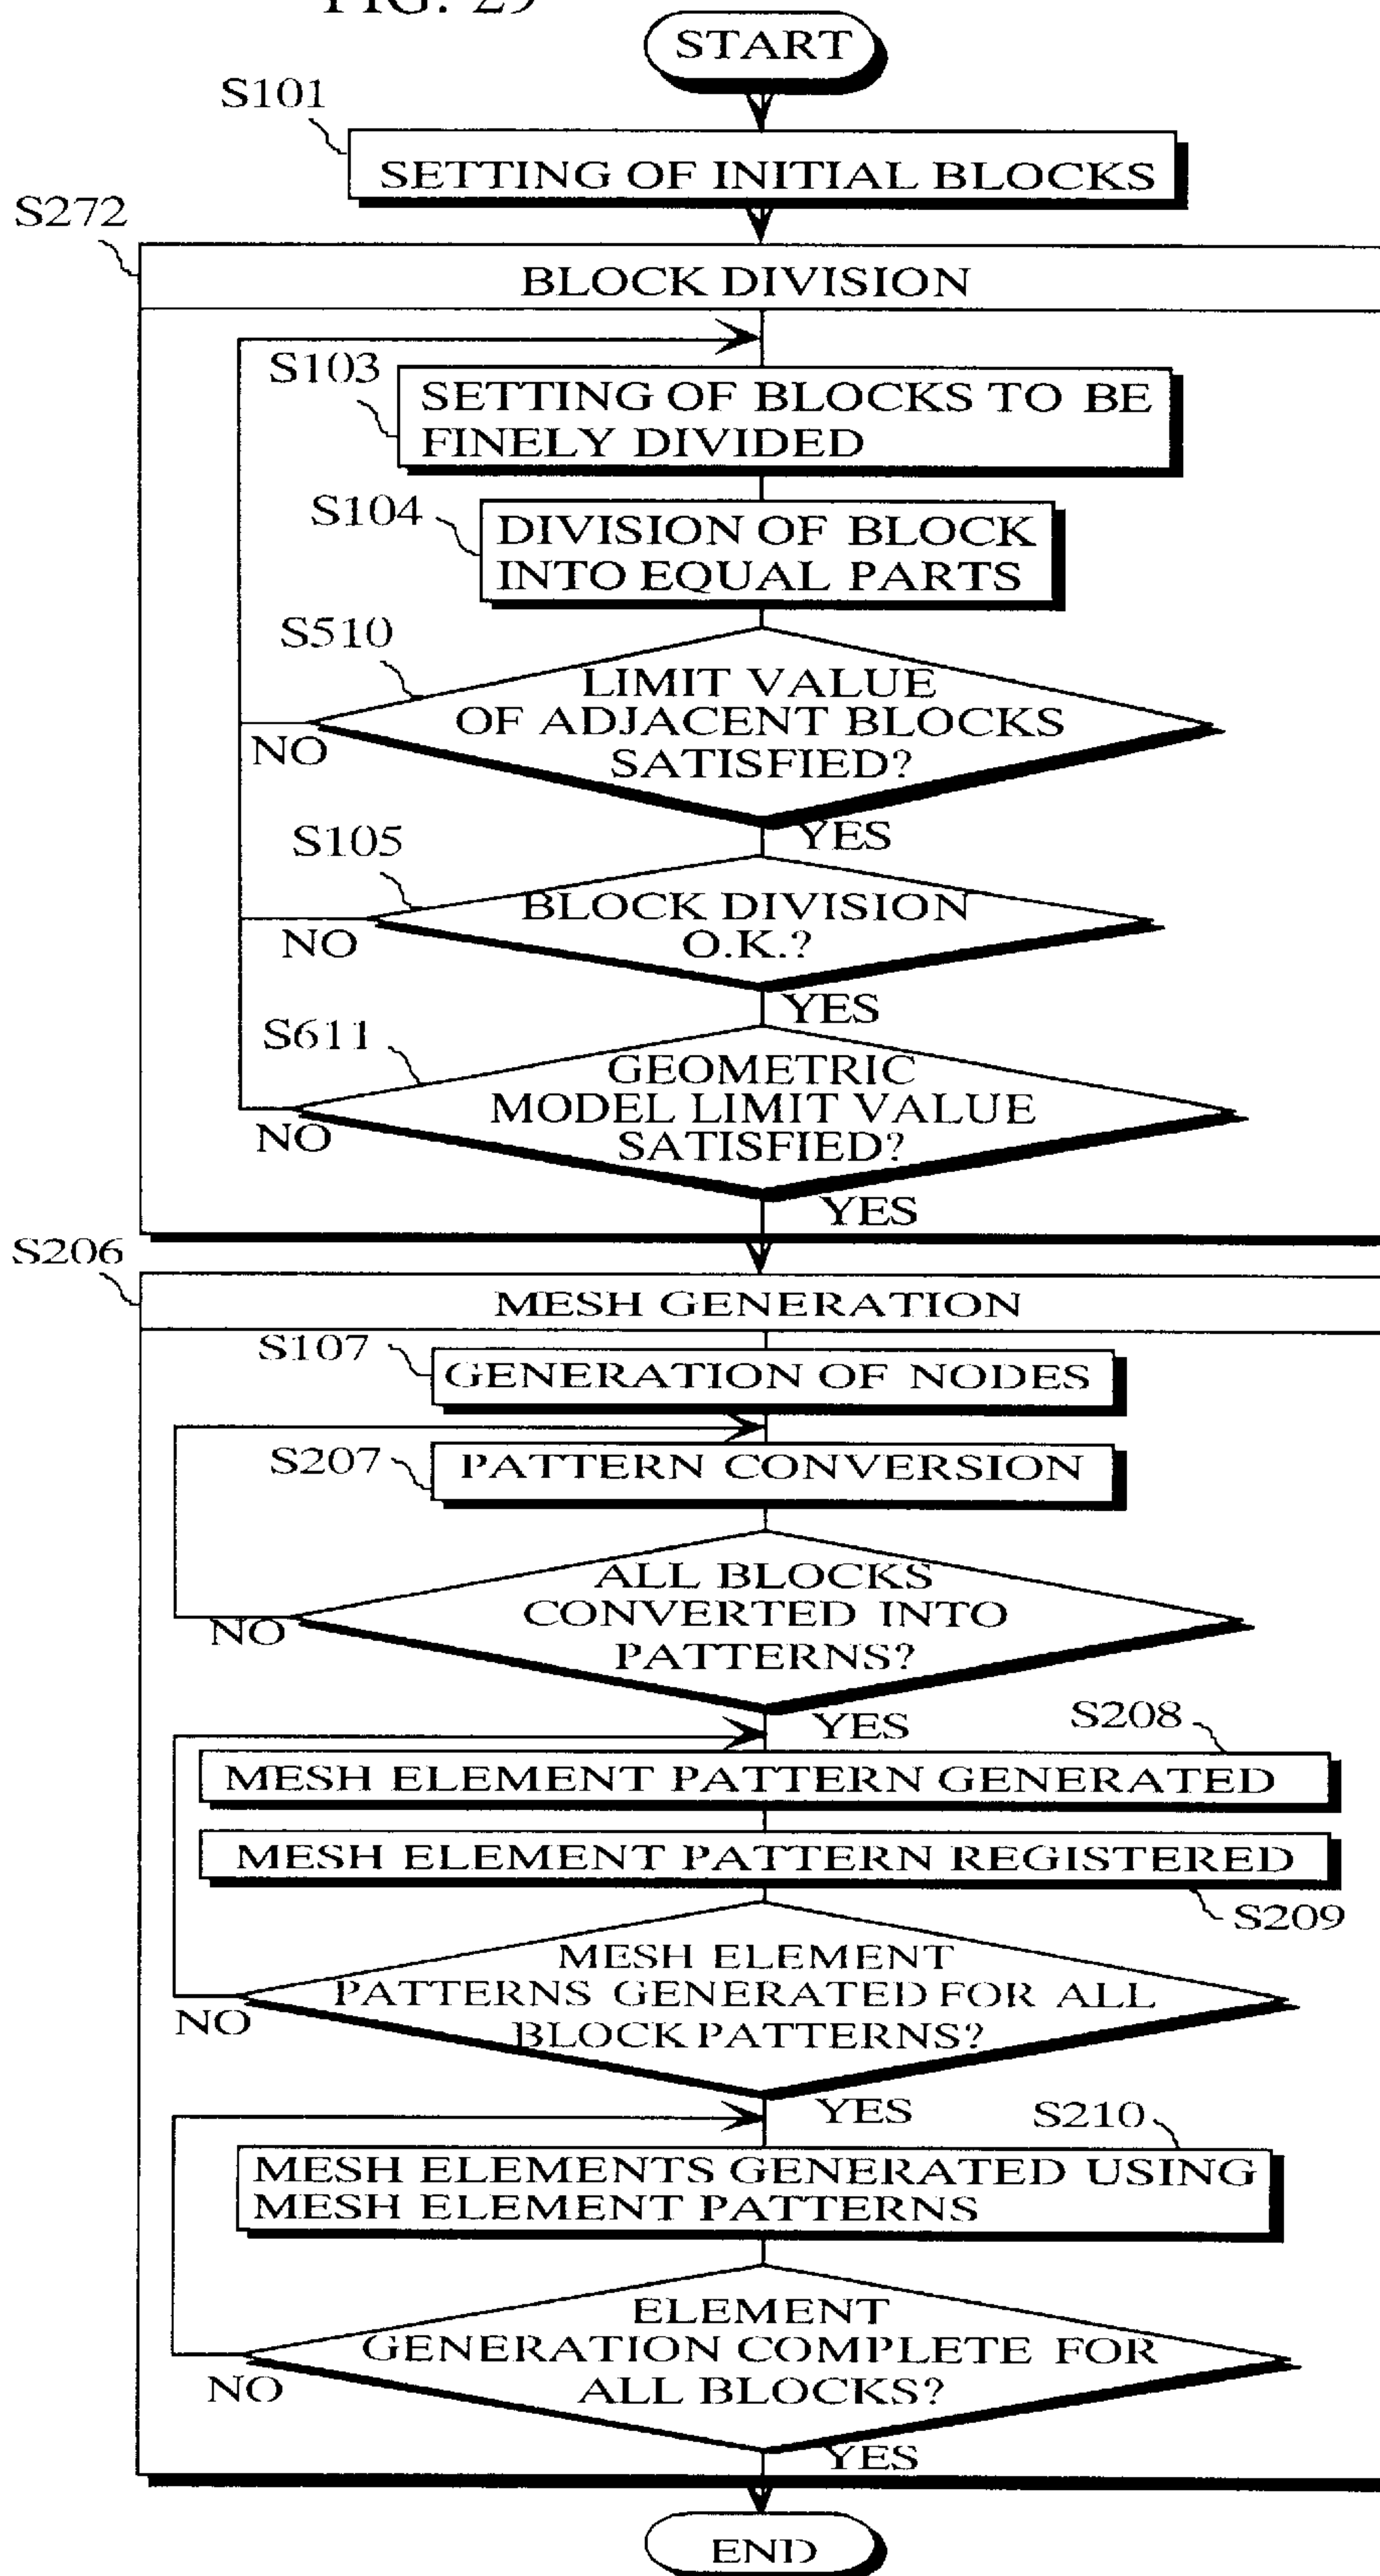 FIG. 29
START
S101
SETTING OF INITIAL BLOCKS
S272
BLOCK DIVISION
S103
SETTING OF BLOCKS TO BE
FINELY DIVIDED
S104
DIVISION OF BLOCK
INTO EQUAL PARTS
S510
LIMIT VALUE
OF ADJACENT BLOCKS
SATISFIED?
NO
YES
S105
BLOCK DIVISION
O.K.?
NO
YES
S611
GEOMETRIC
MODEL LIMIT VALUE
SATISFIED?
NO
YES
S206
MESH GENERATION
S107
GENERATION OF NODES
S207
PATTERN CONVERSION
ALL BLOCKS
CONVERTED INTO
PATTERNS?
NO
YES
S208
MESH ELEMENT PATTERN GENERATED
MESH ELEMENT PATTERN REGISTERED
S209
MESH ELEMENT
PATTERNS GENERATED FOR ALL
BLOCK PATTERNS?
NO
YES
S210
MESH ELEMENTS GENERATED USING
MESH ELEMENT PATTERNS
ELEMENT
GENERATION COMPLETE FOR
ALL BLOCKS?
NO
YES
END